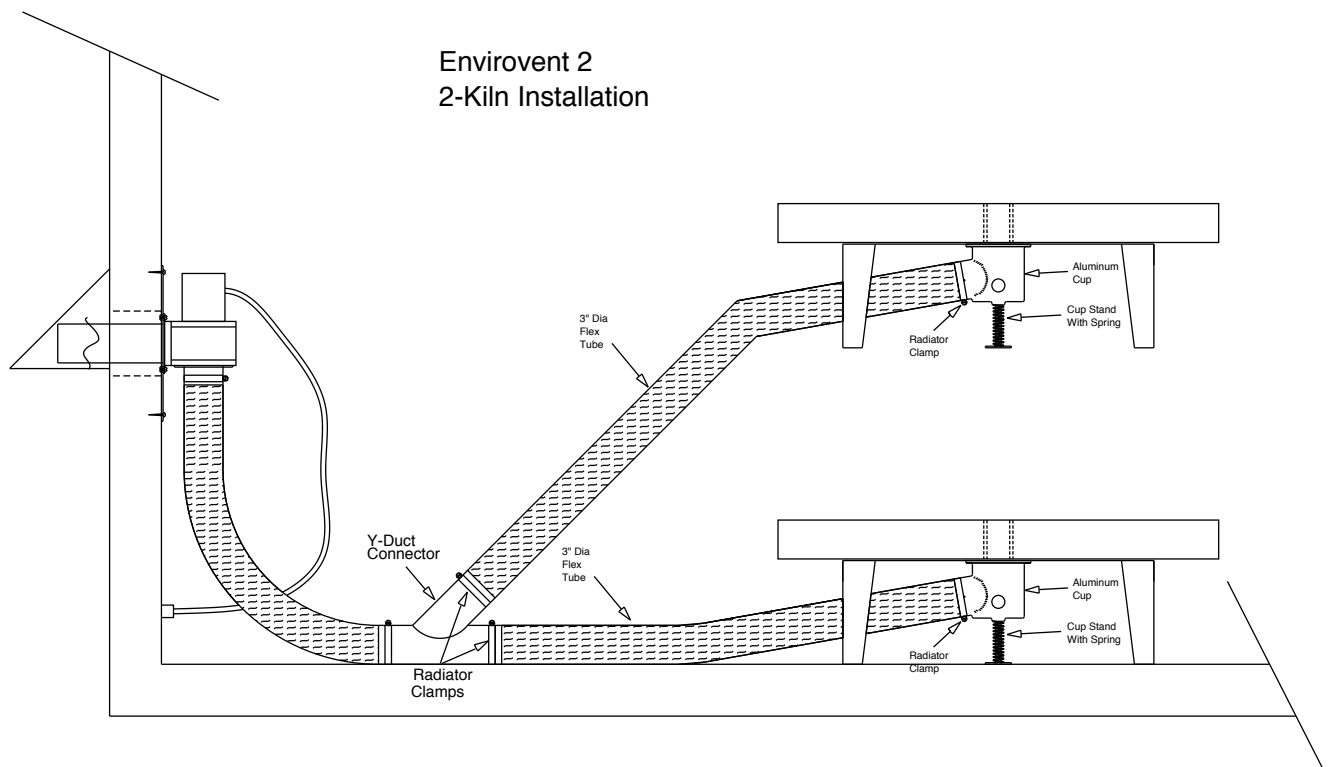 Envirovent 2
2-Kiln Installation
Aluminum
Cup
Cup Stand
With Spring
3" Dia
Flex
Tube
Radiator
Clamp
Y-Duct
Connector
3" Dia
Flex
Tube
Aluminum
Cup
Cup Stand
With Spring
Radiator
Clamp
Radiator
Clamps